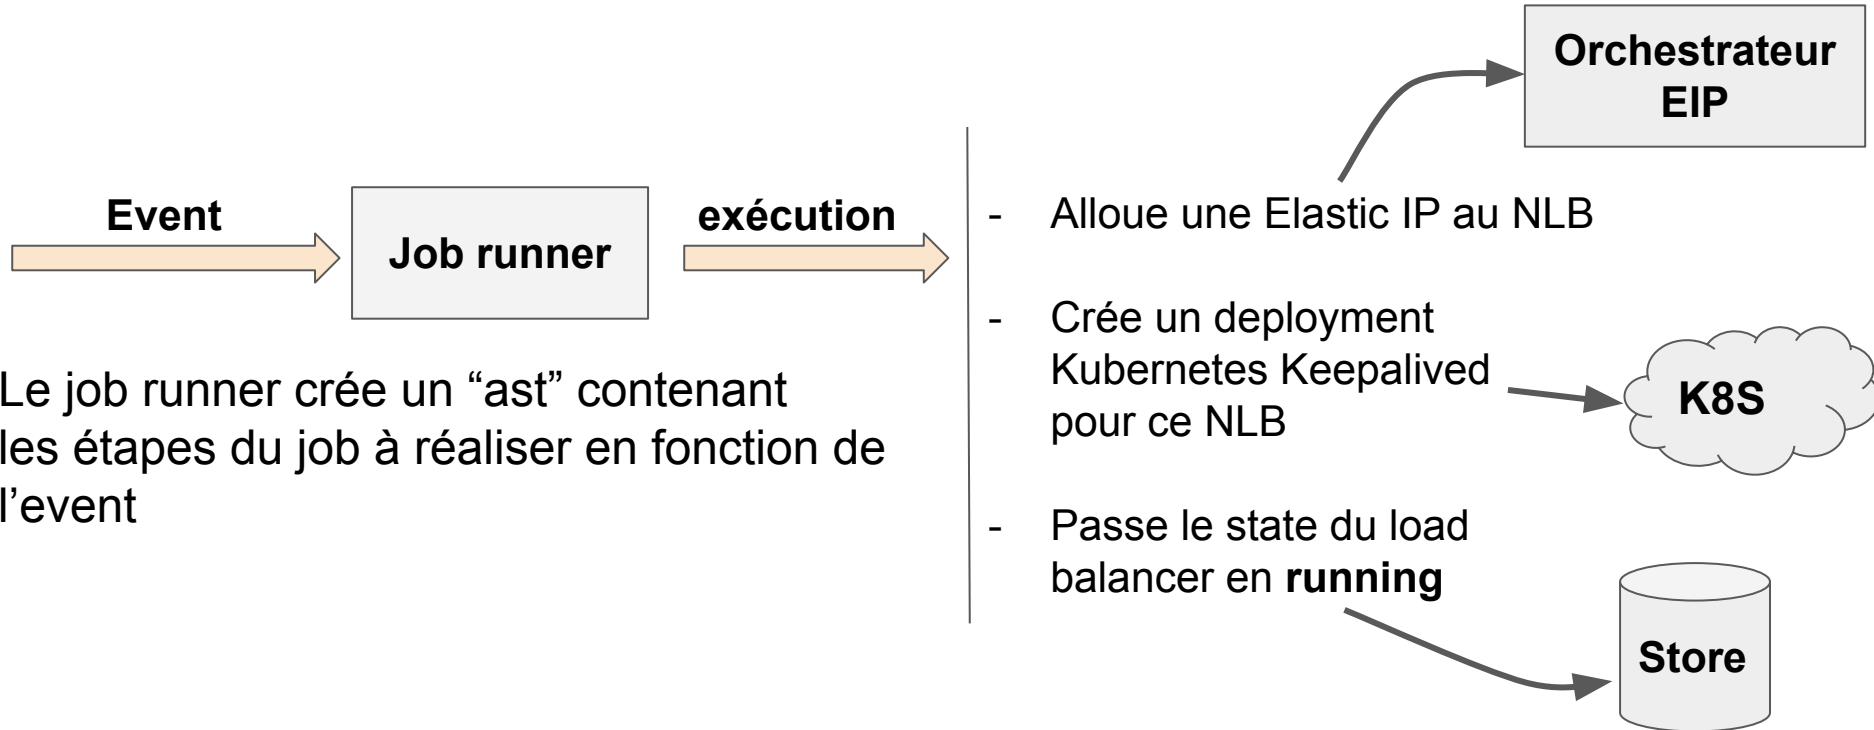 Orchestrateur
EIP
Event
Job runner
exécution
Le job runner crée un “ast” contenant
les étapes du job à réaliser en fonction de
l’event
- Alloue une Elastic IP au NLB
- Crée un deployment
Kubernetes Keepalived
pour ce NLB
K8S
- Passe le state du load
balancer en running
Store